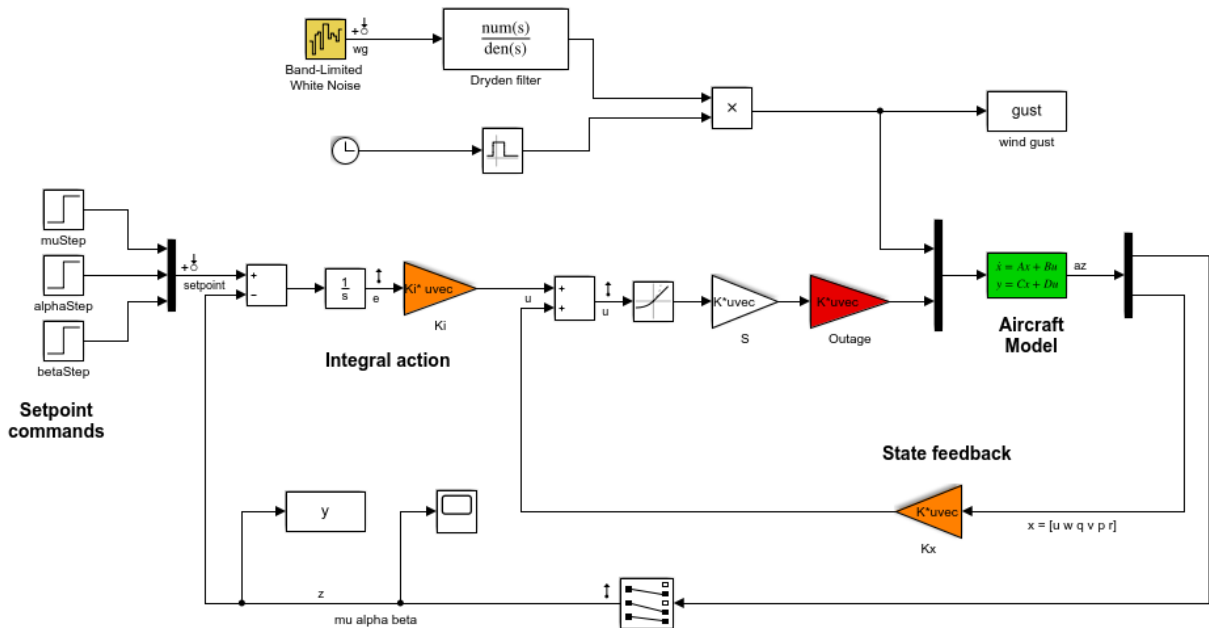 wg
num(s)
den(s)
Band-Limited
White Noise
Dryden filter
×
gust
wind gust
muStep
alphaStep
betaStep
Setpoint
commands
+
setpoint
+
−
1
s
e
Ki* uvec
Ki
Integral action
u
+
+
u
K*uvec
S
K*uvec
Outage
ẋ = Ax + Bu
y = Cx + Du
az
Aircraft
Model
State feedback
K*uvec
Kx
x = [u w q v p r]
y
z
mu alpha beta